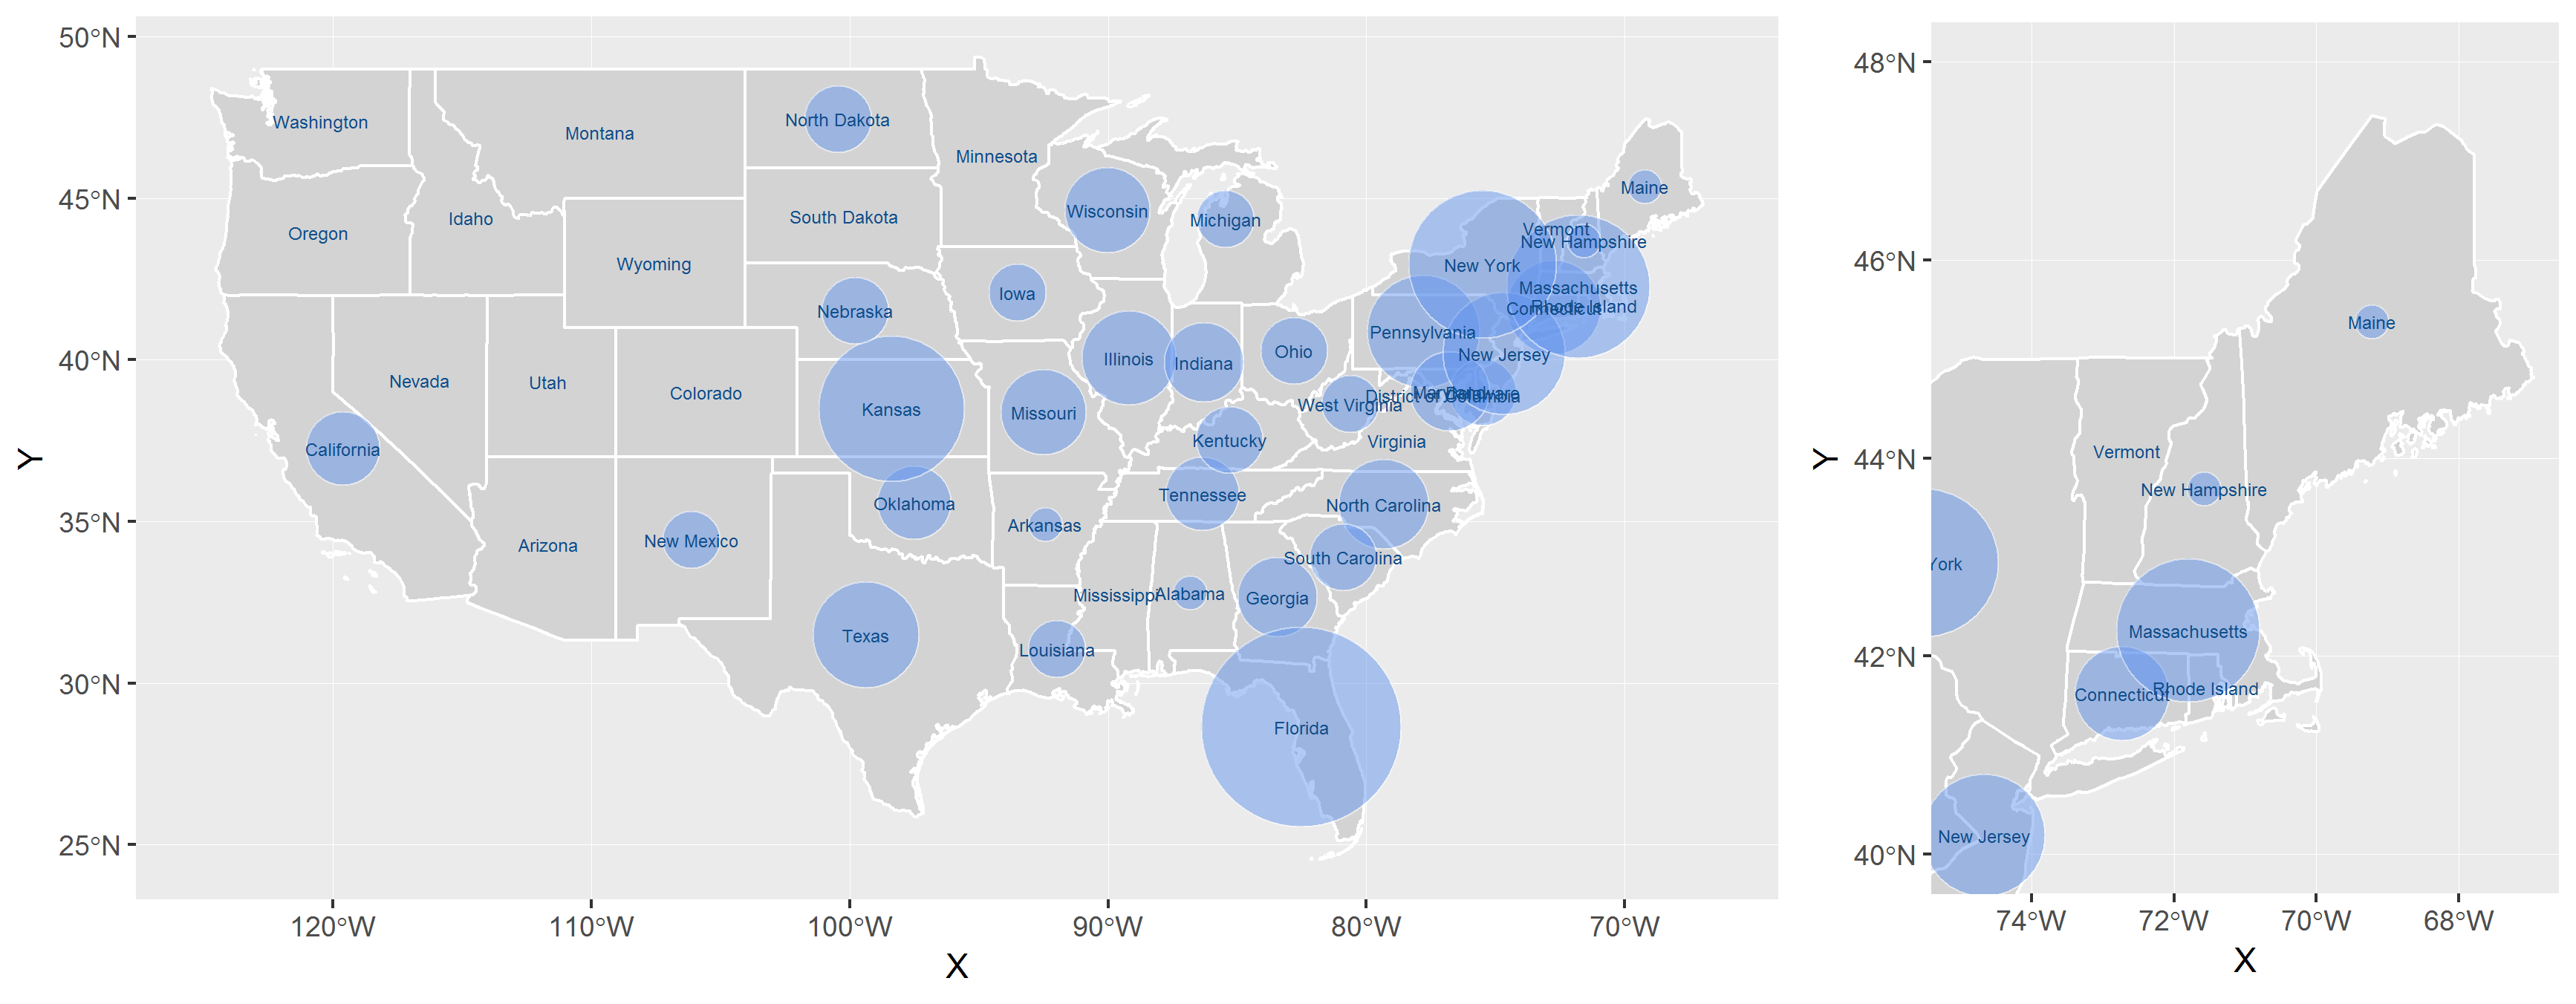 50°N
45°N
40°N
35°N
30°N
25°N
Y
Washington
Montana
North Dakota
Minnesota
Oregon
Idaho
South Dakota
Wisconsin
Michigan
Maine
Wyoming
Vermont
New Hampshire
New York
Massachusetts
Rhode Island
Connecticut
Nebraska
Iowa
Pennsylvania
New Jersey
Nevada
Utah
Colorado
Kansas
Missouri
Illinois
Indiana
Ohio
West Virginia
District of Columbia
Maryland
Delaware
Virginia
California
Kentucky
Tennessee
North Carolina
Oklahoma
Arkansas
New Mexico
Arizona
South Carolina
Mississippi
Alabama
Georgia
Texas
Louisiana
Florida
120°W
110°W
100°W
90°W
80°W
70°W
X
48°N
46°N
44°N
42°N
40°N
Y
Maine
Vermont
New Hampshire
York
Massachusetts
Rhode Island
Connecticut
New Jersey
74°W
72°W
70°W
68°W
X